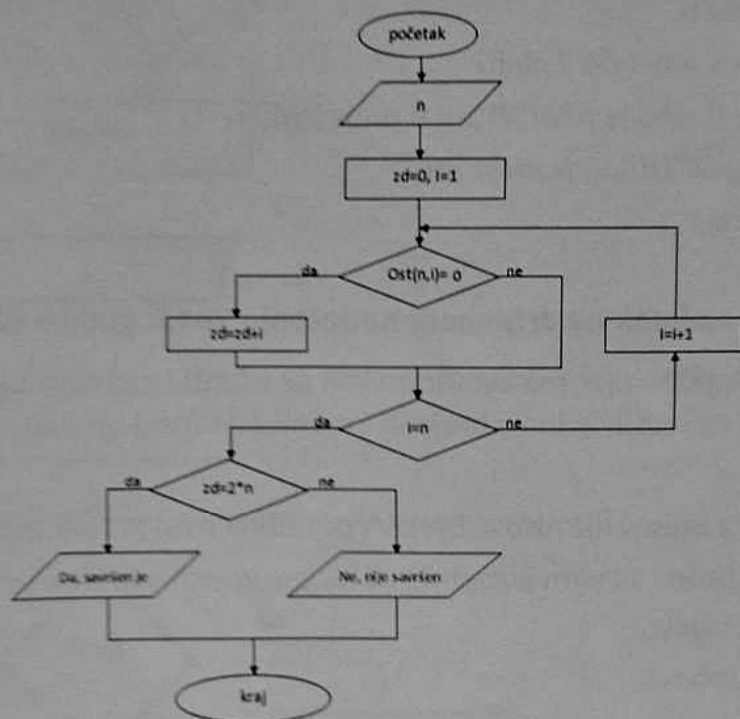 početak
n
zd=0, i=1
Ost(n,i)= 0
da
ne
zd=zd+i
i=i+1
i=n
da
ne
zd=2*n
da
ne
Da, savršen je
Ne, nije savršen
kraj